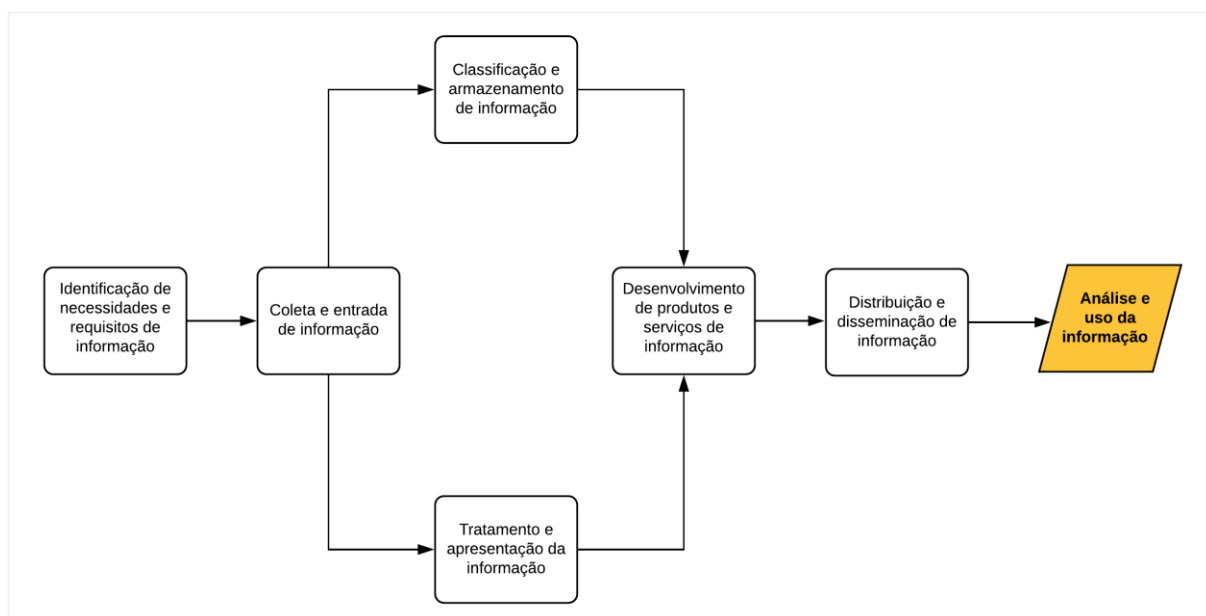 Identificação de
necessidades e
requisitos de
informação
Coleta e entrada
de informação
Classificação e
armazenamento
de informação
Tratamento e
apresentação da
informação
Desenvolvimento
de produtos e
serviços de
informação
Distribuição e
disseminação de
informação
Análise e
uso da
informação